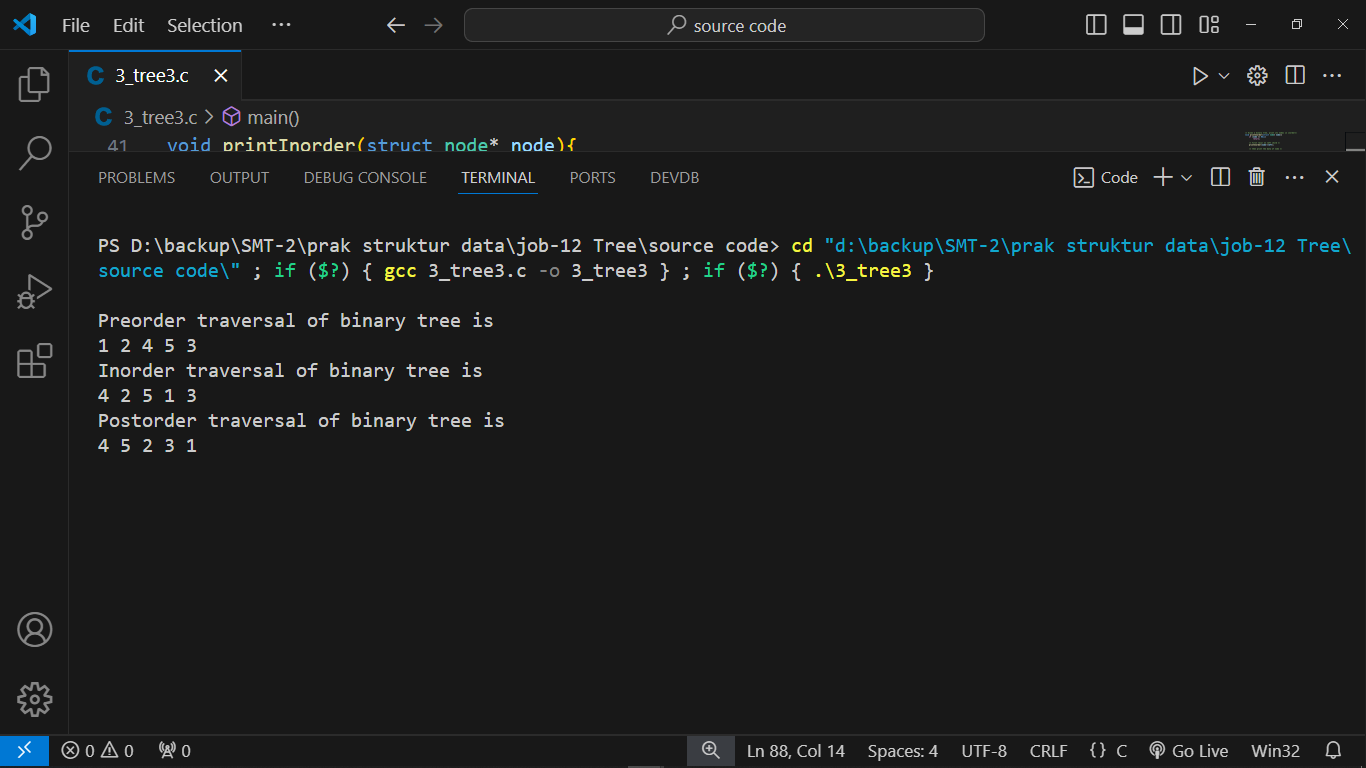 File Edit Selection ··· source code
C 3_tree3.c
C 3_tree3.c > main()
41 void printInorder(struct node* node){
PROBLEMS OUTPUT DEBUG CONSOLE TERMINAL PORTS DEVDB Code
PS D:\backup\SMT-2\prak struktur data\job-12 Tree\source code> cd "d:\backup\SMT-2\prak struktur data\job-12 Tree\
source code\" ; if ($?) { gcc 3_tree3.c -o 3_tree3 } ; if ($?) { .\3_tree3 }
Preorder traversal of binary tree is
1 2 4 5 3
Inorder traversal of binary tree is
4 2 5 1 3
Postorder traversal of binary tree is
4 5 2 3 1
0 0 0 Ln 88, Col 14 Spaces: 4 UTF-8 CRLF {} C Go Live Win32